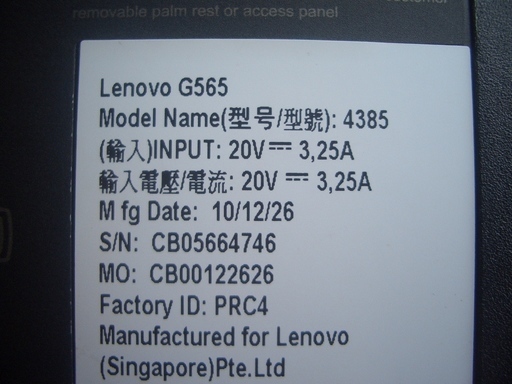 customer
removable palm rest or access panel
Lenovo G565
Model Name(型号/型號): 4385
(輸入)INPUT: 20V⎓ 3,25A
輸入電壓/電流: 20V ⎓ 3,25A
M fg Date: 10/12/26
S/N: CB05664746
MO: CB00122626
Factory ID: PRC4
Manufactured for Lenovo
(Singapore)Pte.Ltd